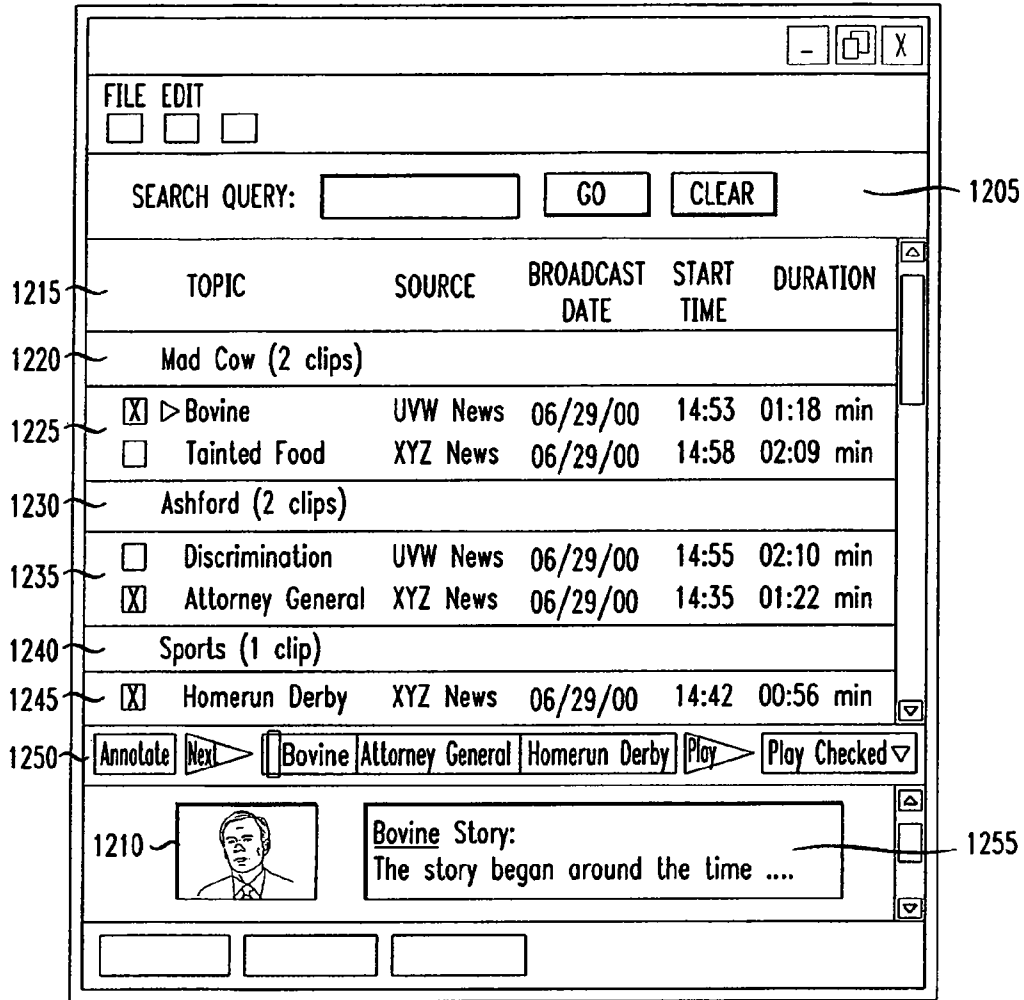 X
FILE EDIT
SEARCH QUERY: GO CLEAR 1205
1215 TOPIC SOURCE BROADCAST DATE START TIME DURATION
1220 Mad Cow (2 clips)
1225 X Bovine UVW News 06/29/00 14:53 01:18 min
Tainted Food XYZ News 06/29/00 14:58 02:09 min
1230 Ashford (2 clips)
1235 Discrimination UVW News 06/29/00 14:55 02:10 min
X Attorney General XYZ News 06/29/00 14:35 01:22 min
1240 Sports (1 clip)
1245 X Homerun Derby XYZ News 06/29/00 14:42 00:56 min
1250 Annotate Next Bovine Attorney General Homerun Derby Play Play Checked
1210 Bovine Story: 1255
The story began around the time ....